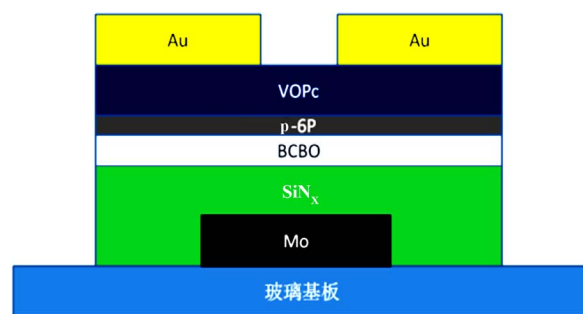 Au Au
VOPc
p-6P
BCBO
SiNₓ
Mo
玻璃基板